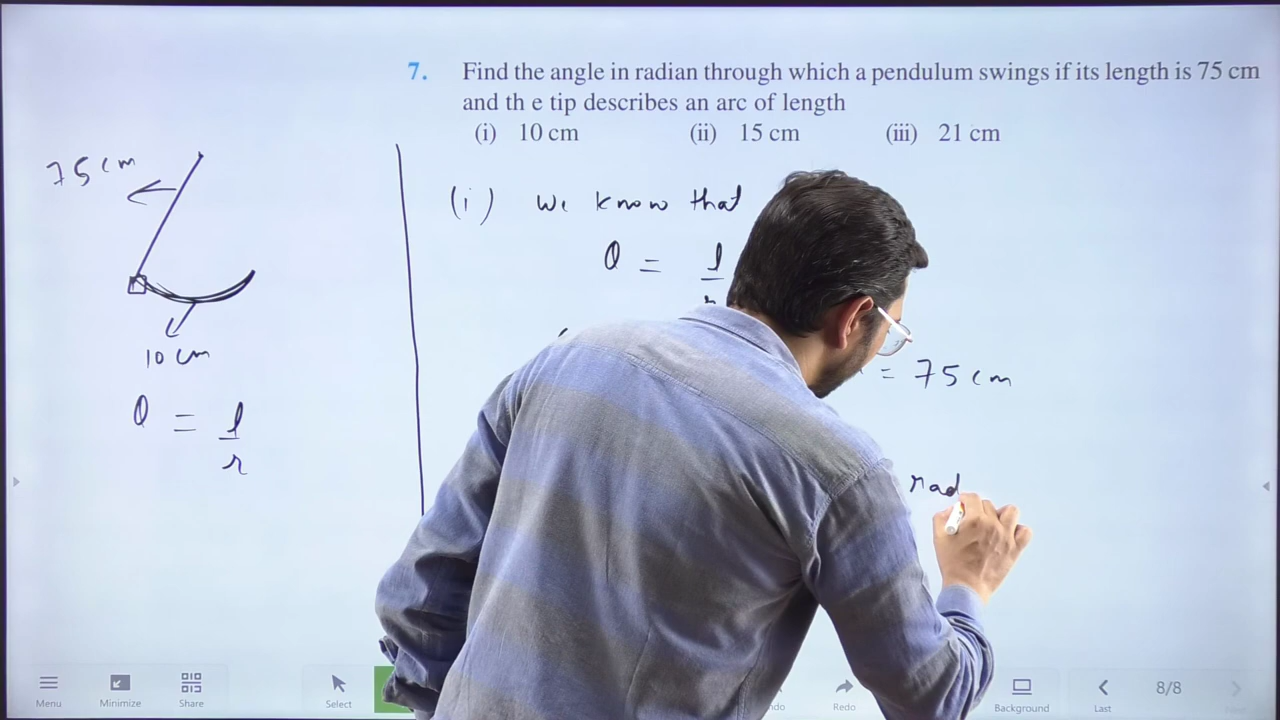 7. Find the angle in radian through which a pendulum swings if its length is 75 cm
and th e tip describes an arc of length
(i) 10 cm (ii) 15 cm (iii) 21 cm
75 cm
10 cm
θ = l/r
(i) We know that
θ = l/r
= 75 cm
rad
Menu Minimize Share Select Redo Background Last 8/8